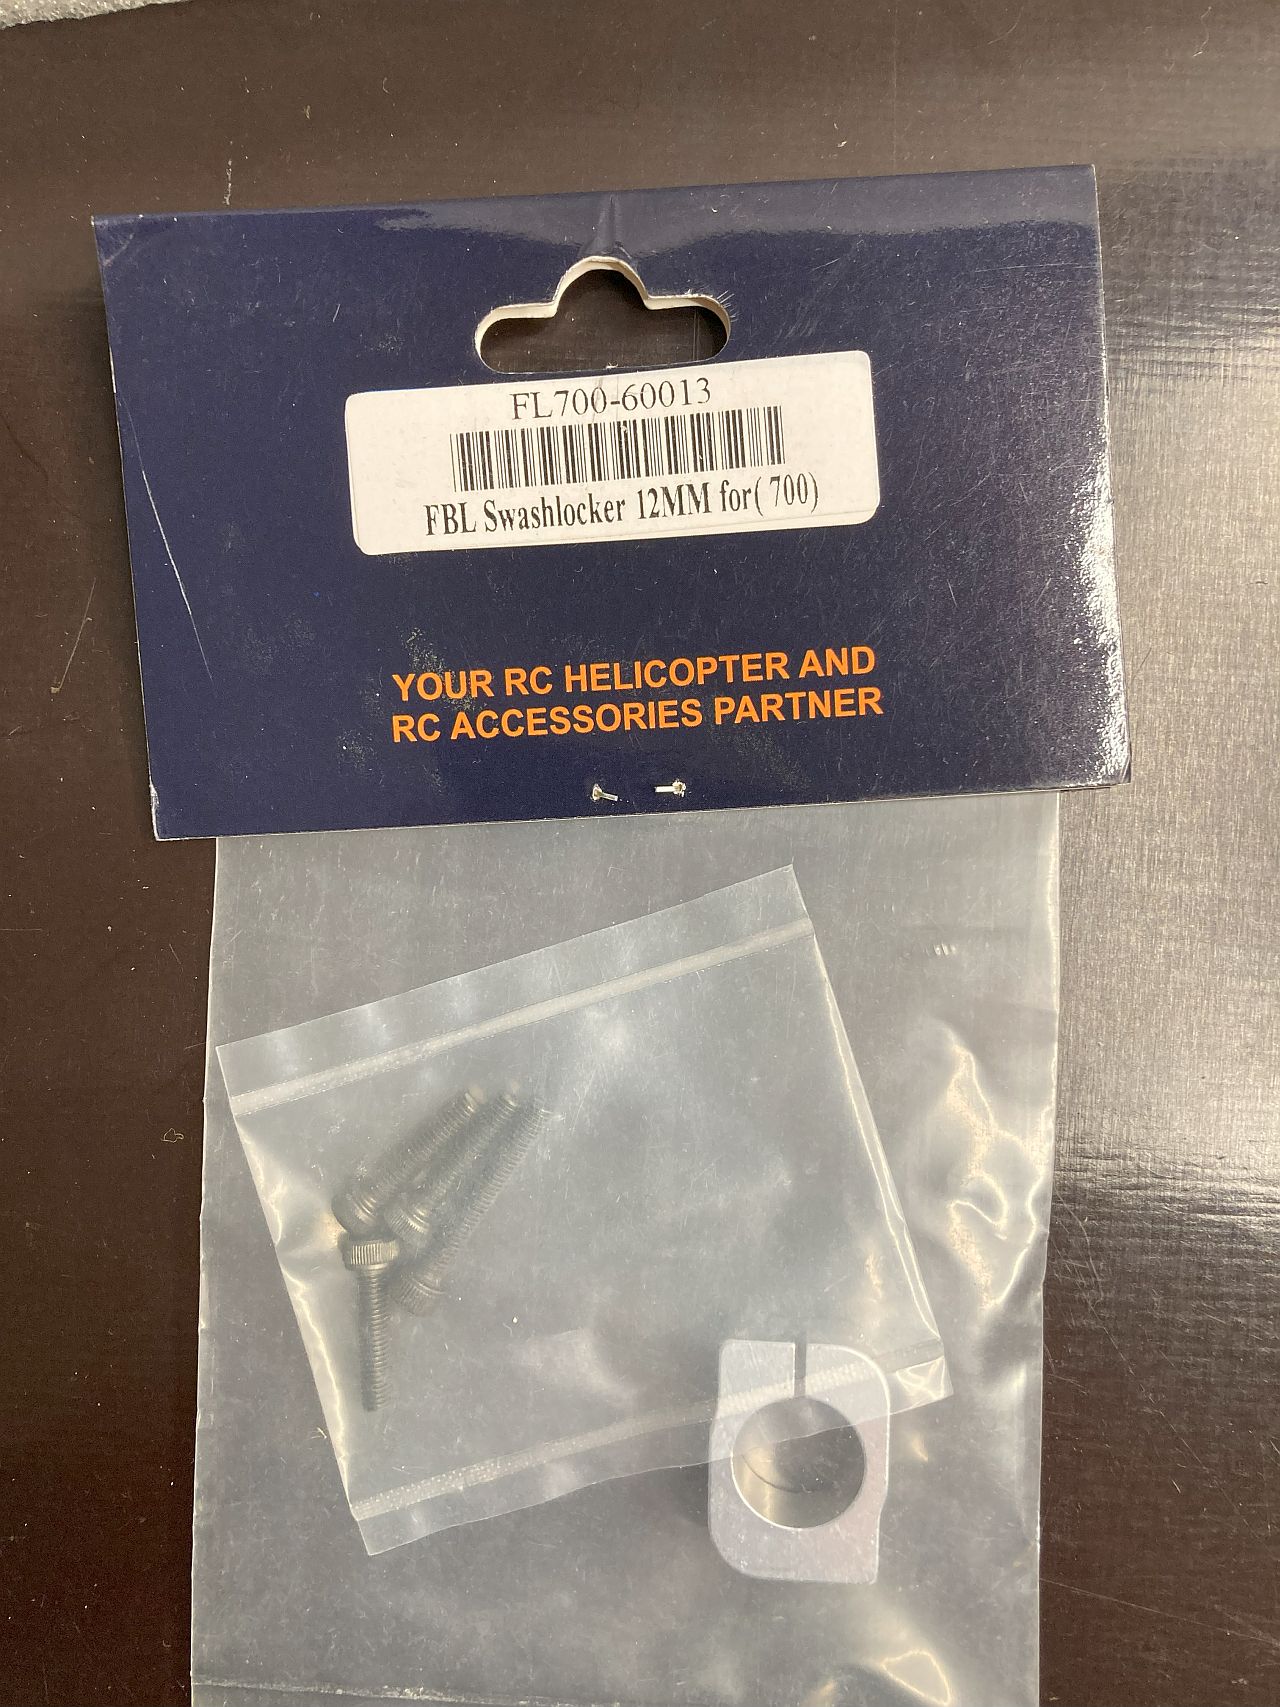 FL700-60013
FBL Swashlocker 12MM for( 700)
YOUR RC HELICOPTER AND
RC ACCESSORIES PARTNER